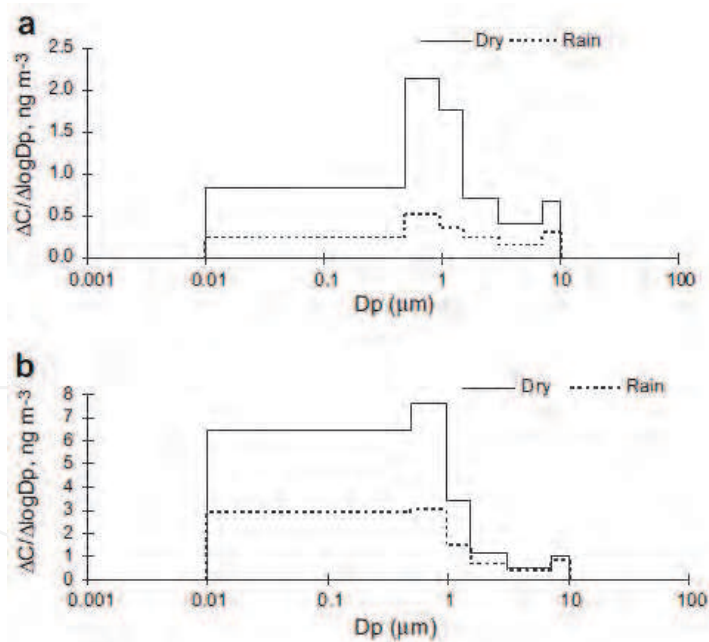 a
Dry Rain
ΔC/ΔlogDp, ng m-3
2.5
2.0
1.5
1.0
0.5
0.0
0.001 0.01 0.1 1 10 100
Dp (μm)
b
Dry Rain
ΔC/ΔlogDp, ng m-3
8
7
6
5
4
3
2
1
0
0.001 0.01 0.1 1 10 100
Dp (μm)